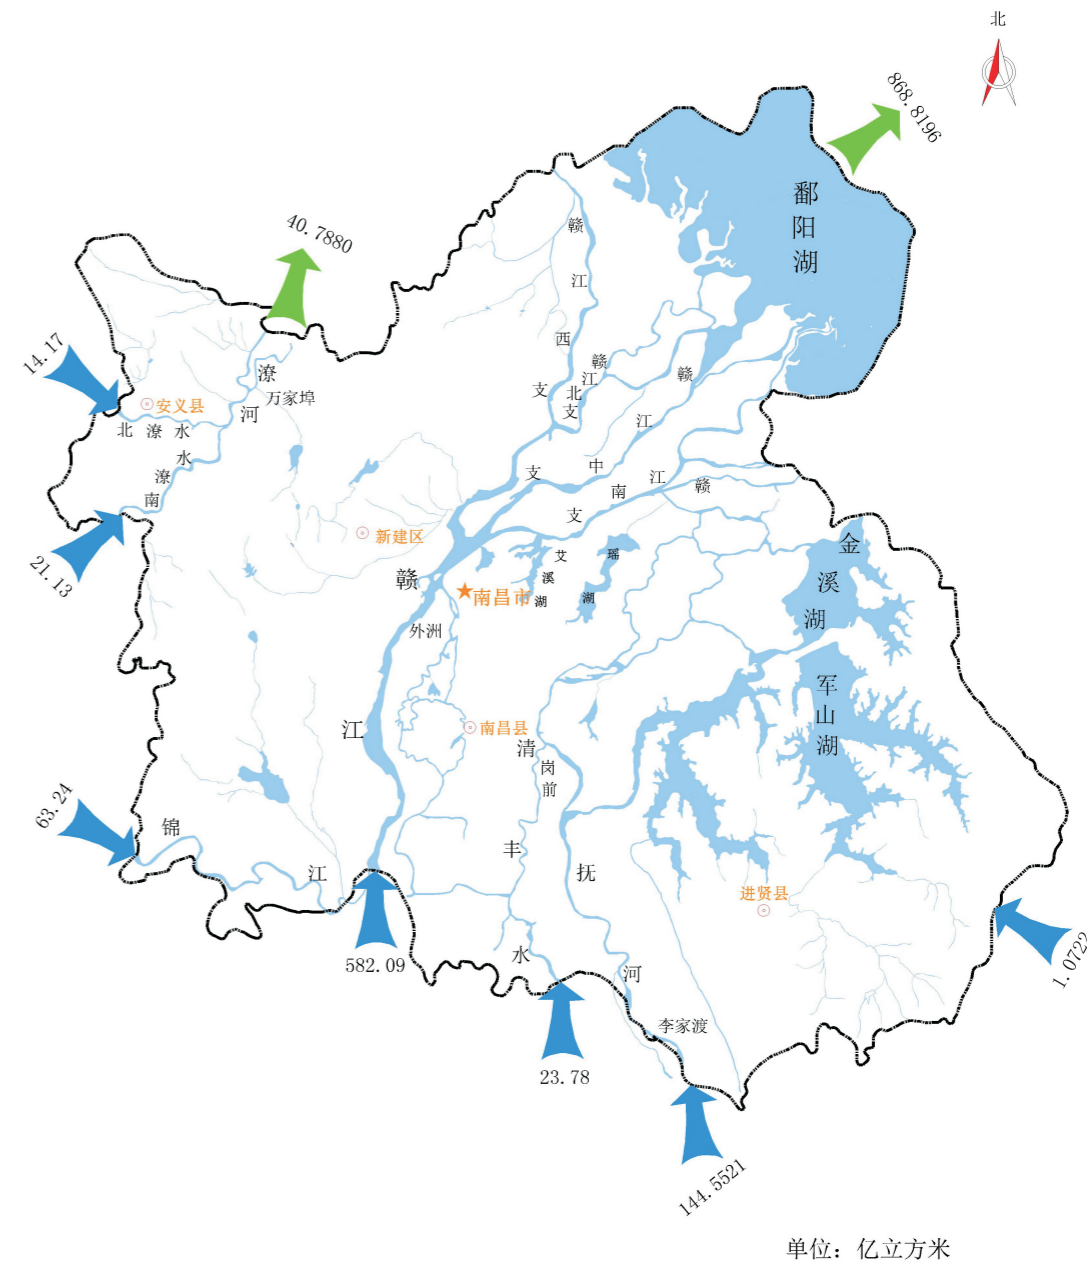 北
868.8196
鄱阳湖
40.7880
赣江西支
14.17
潦河
万家埠
安义县
北潦水
赣江北支
赣江中支
南潦水
赣江南支
新建区
21.13
艾溪湖
瑶湖
金溪湖
赣江
南昌市
外洲
军山湖
南昌县
清丰水
岗前
63.24
锦江
抚河
进贤县
582.09
1.0722
李家渡
23.78
144.5521
单位：亿立方米